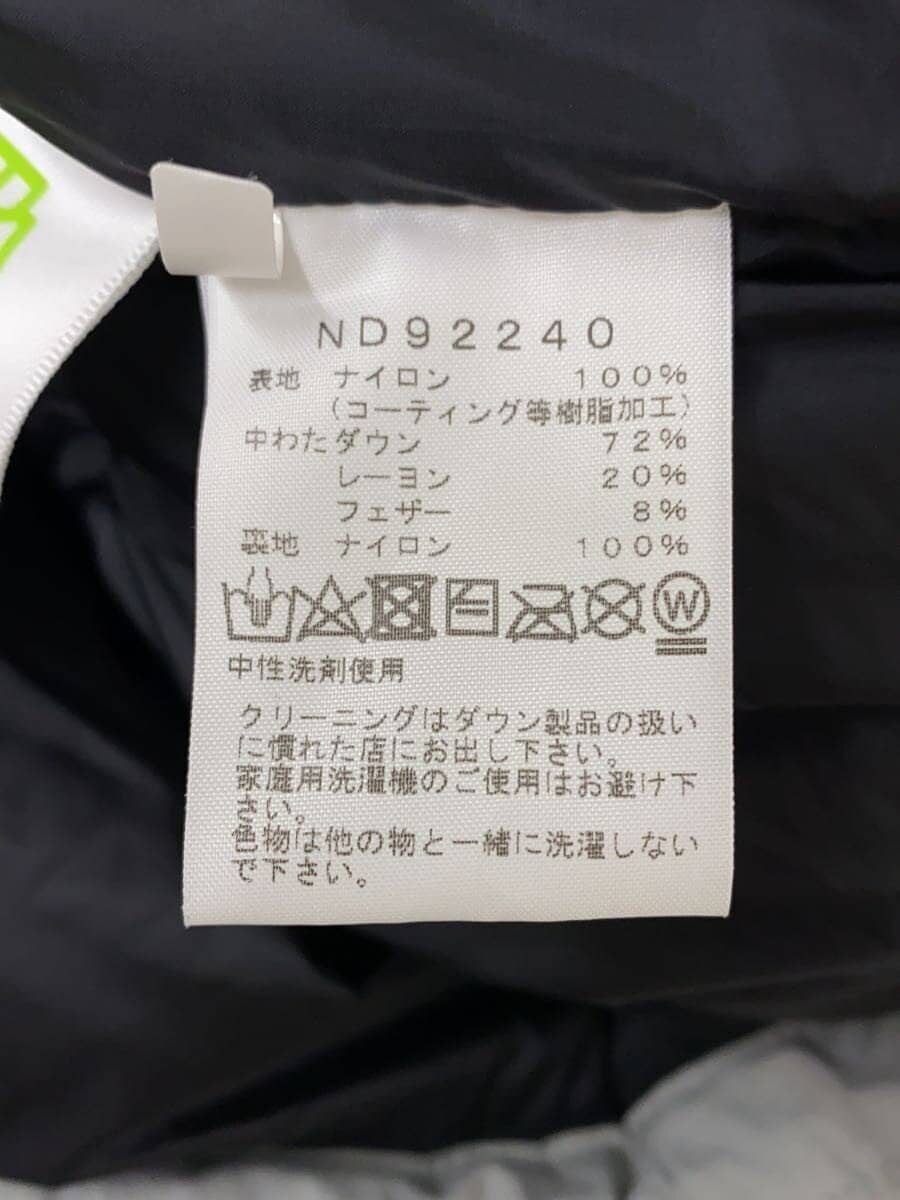 ND92240
表地 ナイロン 100%
(コーティング等樹脂加工)
中わたダウン 72%
レーヨン 20%
フェザー 8%
裏地 ナイロン 100%
W
中性洗剤使用
クリーニングはダウン製品の扱い
に慣れた店にお出し下さい。
家庭用洗濯機のご使用はお避け下
さい。
色物は他の物と一緒に洗濯しない
で下さい。